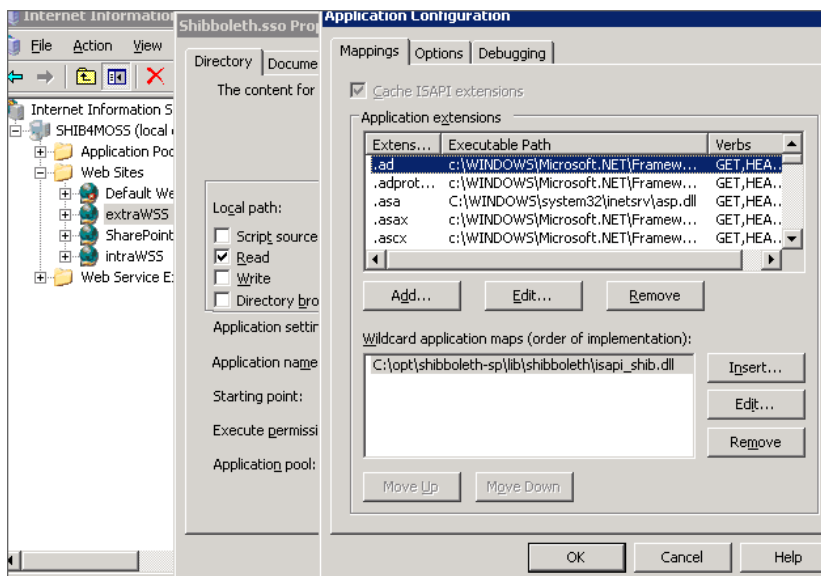 Internet Information
File Action View
Internet Information S
SHIB4MOSS (local
Application Poo
Web Sites
Default We
extraWSS
SharePoint
intraWSS
Web Service E
Shibboleth.sso Prop
Directory Docume
The content for
Local path:
Script source
Read
Write
Directory bro
Application settin
Application name
Starting point:
Execute permissi
Application pool:
Application Configuration
Mappings Options Debugging
Cache ISAPI extensions
Application extensions
Extens... Executable Path Verbs
.ad c:\WINDOWS\Microsoft.NET\Framew... GET,HEA..
.adprot... c:\WINDOWS\Microsoft.NET\Framew... GET,HEA..
.asa C:\WINDOWS\system32\inetsrv\asp.dll GET,HEA..
.asax c:\WINDOWS\Microsoft.NET\Framew... GET,HEA..
.ascx c:\WINDOWS\Microsoft.NET\Framew... GET,HEA..
Add... Edit... Remove
Wildcard application maps (order of implementation):
C:\opt\shibboleth-sp\lib\shibboleth\isapi_shib.dll
Insert...
Edit...
Remove
Move Up Move Down
OK Cancel Help